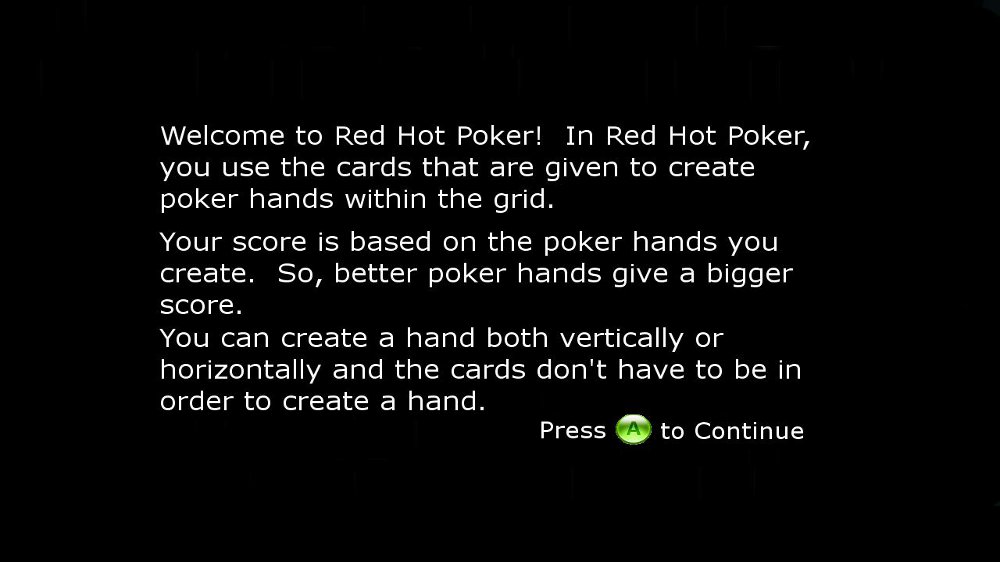 Welcome to Red Hot Poker!  In Red Hot Poker,
you use the cards that are given to create
poker hands within the grid.
Your score is based on the poker hands you
create.  So, better poker hands give a bigger
score.
You can create a hand both vertically or
horizontally and the cards don't have to be in
order to create a hand.
Press A to Continue